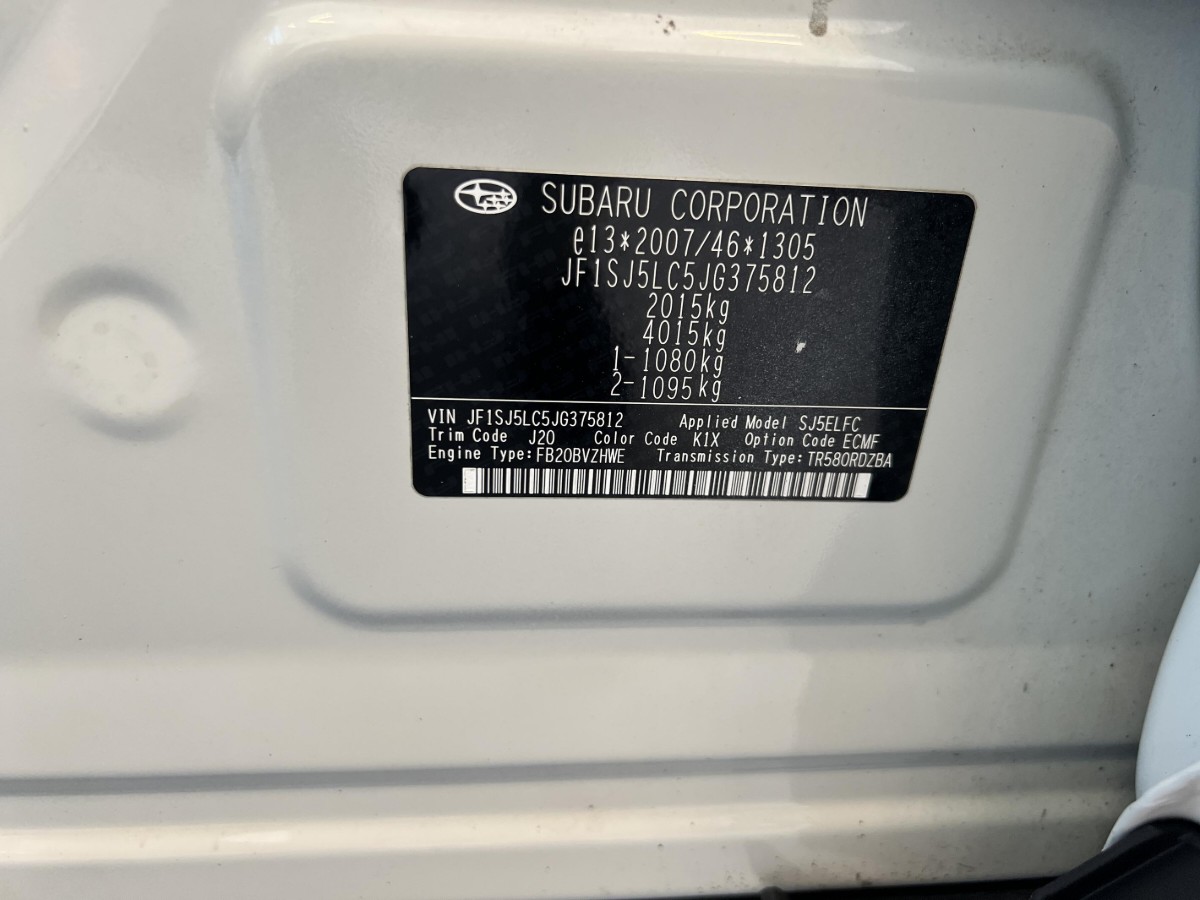 SUBARU CORPORATION
e13*2007/46*1305
JF1SJ5LC5JG375812
2015kg
4015kg
1-1080kg
2-1095kg
VIN JF1SJ5LC5JG375812 Applied Model SJ5ELFC
Trim Code J20 Color Code K1X Option Code ECMF
Engine Type:FB20BVZHWE Transmission Type:TR580RDZBA